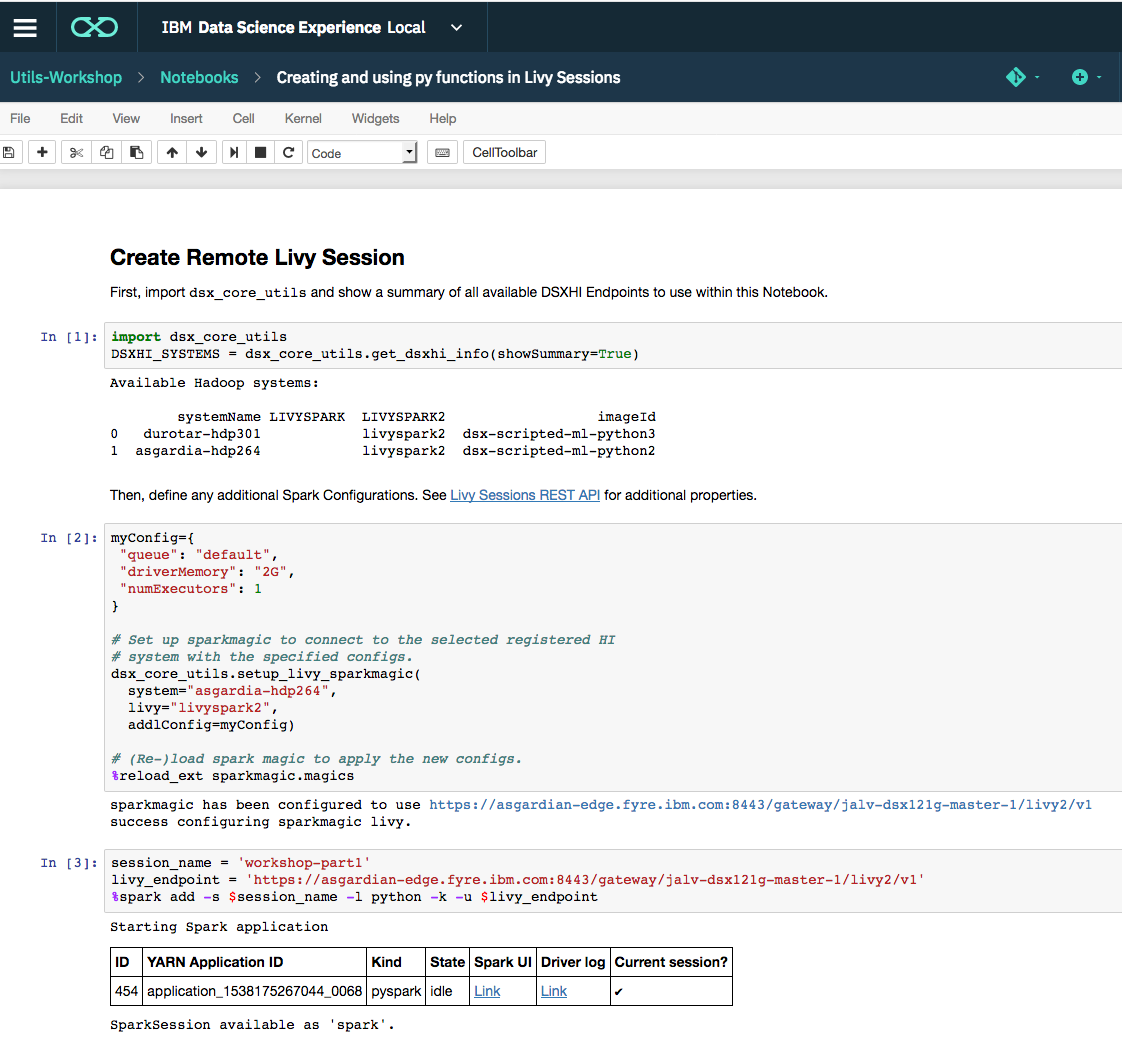 IBM Data Science Experience Local
Utils-Workshop > Notebooks > Creating and using py functions in Livy Sessions
File Edit View Insert Cell Kernel Widgets Help
Code CellToolbar
Create Remote Livy Session
First, import dsx_core_utils and show a summary of all available DSXHI Endpoints to use within this Notebook.
In [1]: import dsx_core_utils
DSXHI_SYSTEMS = dsx_core_utils.get_dsxhi_info(showSummary=True)
Available Hadoop systems:
systemName LIVYSPARK LIVYSPARK2 imageId
0 durotar-hdp301 livyspark2 dsx-scripted-ml-python3
1 asgardia-hdp264 livyspark2 dsx-scripted-ml-python2
Then, define any additional Spark Configurations. See Livy Sessions REST API for additional properties.
In [2]: myConfig={
"queue": "default",
"driverMemory": "2G",
"numExecutors": 1
}
# Set up sparkmagic to connect to the selected registered HI
# system with the specified configs.
dsx_core_utils.setup_livy_sparkmagic(
system="asgardia-hdp264",
livy="livyspark2",
addlConfig=myConfig)
# (Re-)load spark magic to apply the new configs.
%reload_ext sparkmagic.magics
sparkmagic has been configured to use https://asgardian-edge.fyre.ibm.com:8443/gateway/jalv-dsx121g-master-1/livy2/v1
success configuring sparkmagic livy.
In [3]: session_name = 'workshop-part1'
livy_endpoint = 'https://asgardian-edge.fyre.ibm.com:8443/gateway/jalv-dsx121g-master-1/livy2/v1'
%spark add -s $session_name -l python -k -u $livy_endpoint
Starting Spark application
ID YARN Application ID Kind State Spark UI Driver log Current session?
454 application_1538175267044_0068 pyspark idle Link Link ✔
SparkSession available as 'spark'.